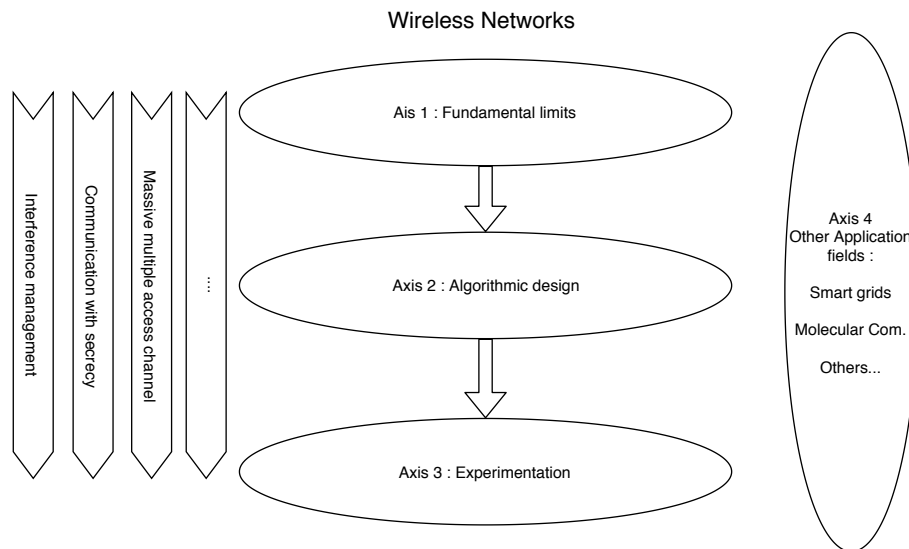 Wireless Networks
Interference management
Communication with secrecy
Massive multiple access channel
....
Ais 1 : Fundamental limits
Axis 2 : Algorithmic design
Axis 3 : Experimentation
Axis 4
Other Application
fields :
Smart grids
Molecular Com.
Others...